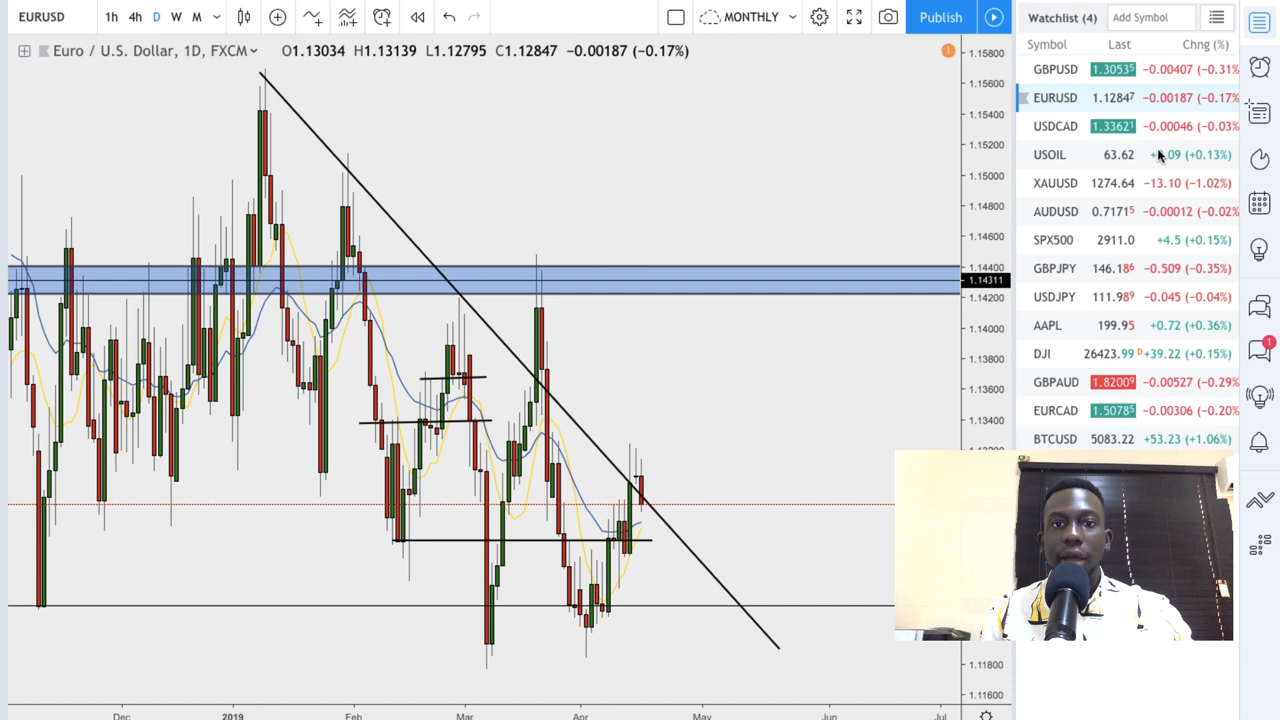 EURUSD 1h 4h D W M MONTHLY Publish
Watchlist (4) Add Symbol
Euro / U.S. Dollar, 1D, FXCM O1.13034 H1.13139 L1.12795 C1.12847 −0.00187 (−0.17%)
Symbol Last Chng (%)
GBPUSD 1.30535 −0.00407 (−0.31%
EURUSD 1.12847 −0.00187 (−0.17%
USDCAD 1.33621 −0.00046 (−0.03%
USOIL 63.62 +.09 (+0.13%)
XAUUSD 1274.64 −13.10 (−1.02%)
AUDUSD 0.71715 −0.00012 (−0.02%
SPX500 2911.0 +4.5 (+0.15%)
GBPJPY 146.186 −0.509 (−0.35%)
USDJPY 111.989 −0.045 (−0.04%)
AAPL 199.95 +0.72 (+0.36%)
DJI 26423.99 D +39.22 (+0.15%)
GBPAUD 1.82009 −0.00527 (−0.29%
EURCAD 1.50785 −0.00306 (−0.20%
BTCUSD 5083.22 +53.23 (+1.06%)
1
1.15800
1.15600
1.15400
1.15200
1.15000
1.14800
1.14600
1.14400
1.14311
1.14200
1.14000
1.13800
1.13600
1.13400
1.11800
1.11600
Dec 2019 Feb Mar Apr May Jun Jul